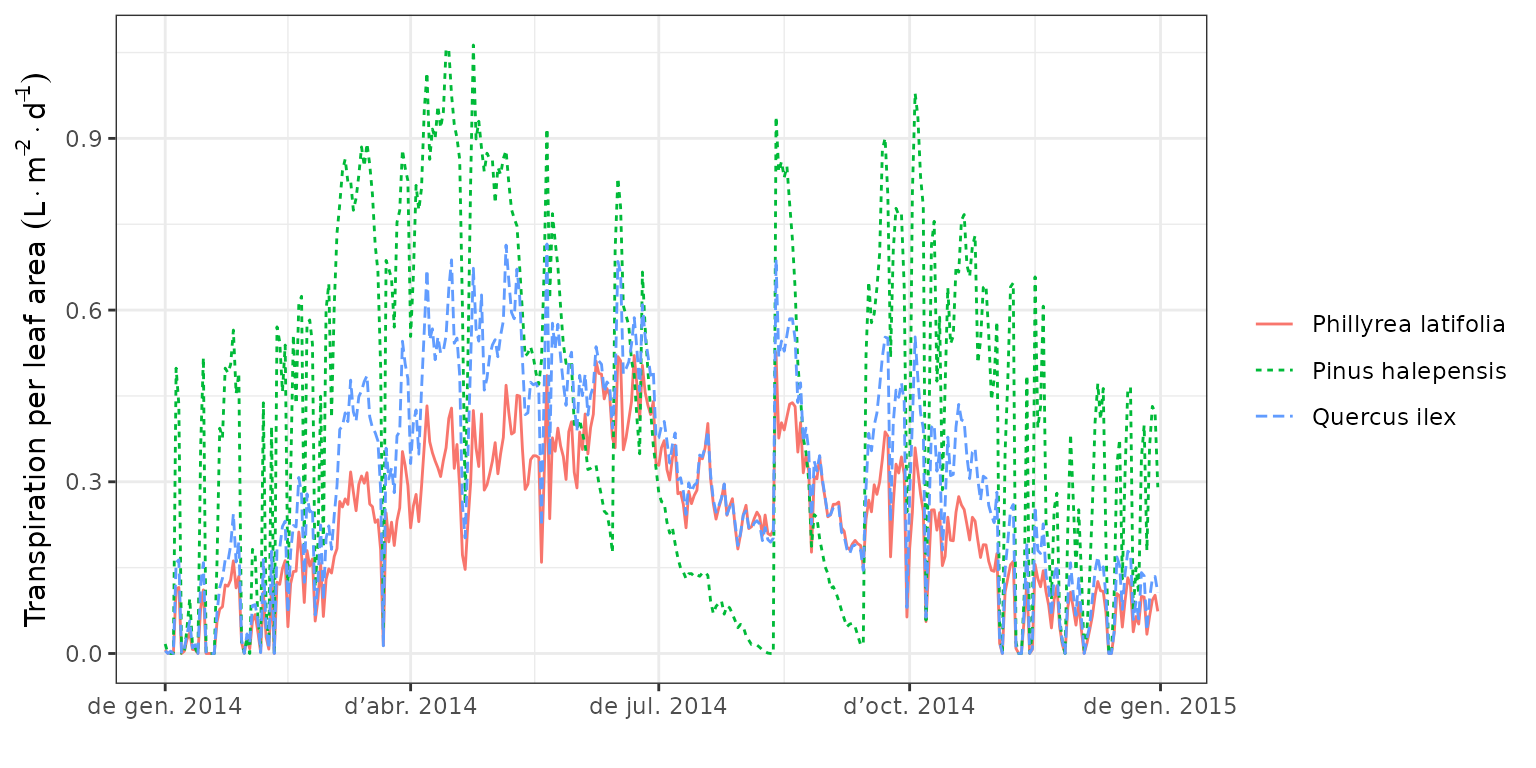 Transpiration per leaf area (L · m⁻² · d⁻¹)
0.9
0.6
0.3
0.0
de gen. 2014
d’abr. 2014
de jul. 2014
d’oct. 2014
de gen. 2015
Phillyrea latifolia
Pinus halepensis
Quercus ilex